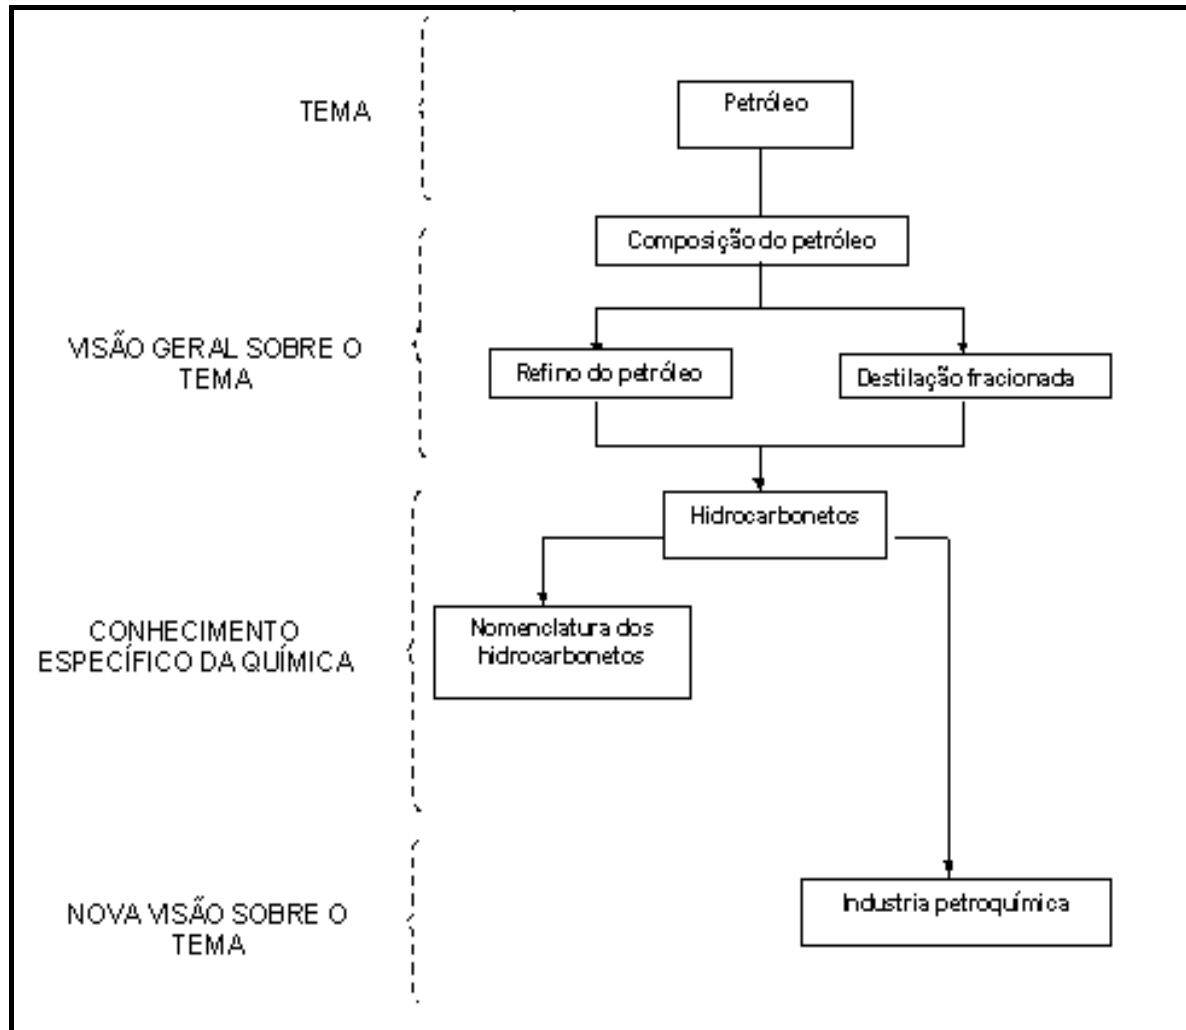 TEMA
Petróleo
Composição do petróleo
VISÃO GERAL SOBRE O
TEMA
Refino do petróleo
Destilação fracionada
Hidrocarbonetos
CONHECIMENTO
ESPECÍFICO DA QUÍMICA
Nomenclatura dos
hidrocarbonetos
NOVA VISÃO SOBRE O
TEMA
Industria petroquímica